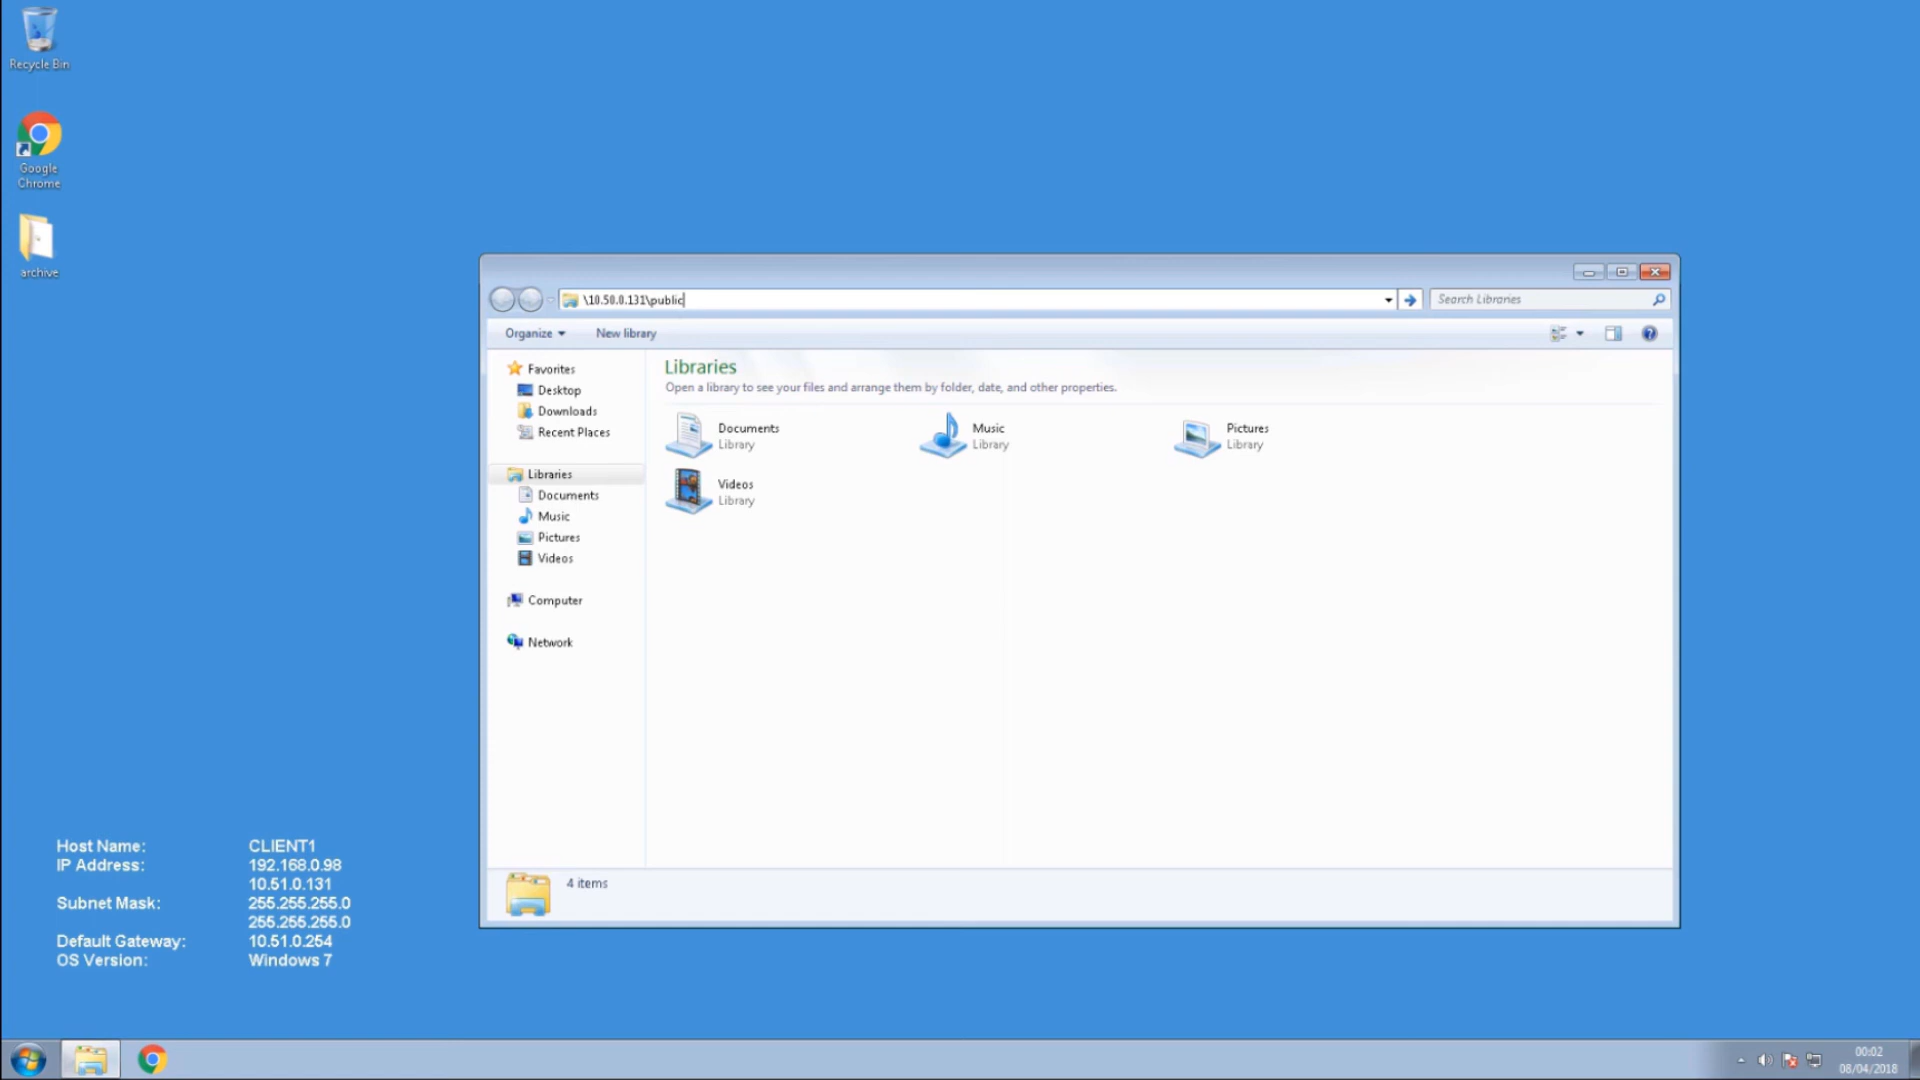 Recycle Bin
Google
Chrome
archive
\10.50.0.131\public
Search Libraries
Organize
New library
Favorites
Desktop
Downloads
Recent Places
Libraries
Documents
Music
Pictures
Videos
Computer
Network
Libraries
Open a library to see your files and arrange them by folder, date, and other properties.
Documents
Library
Music
Library
Pictures
Library
Videos
Library
4 items
Host Name: CLIENT1
IP Address: 192.168.0.98
10.51.0.131
Subnet Mask: 255.255.255.0
255.255.255.0
Default Gateway: 10.51.0.254
OS Version: Windows 7
00:02
08/04/2018